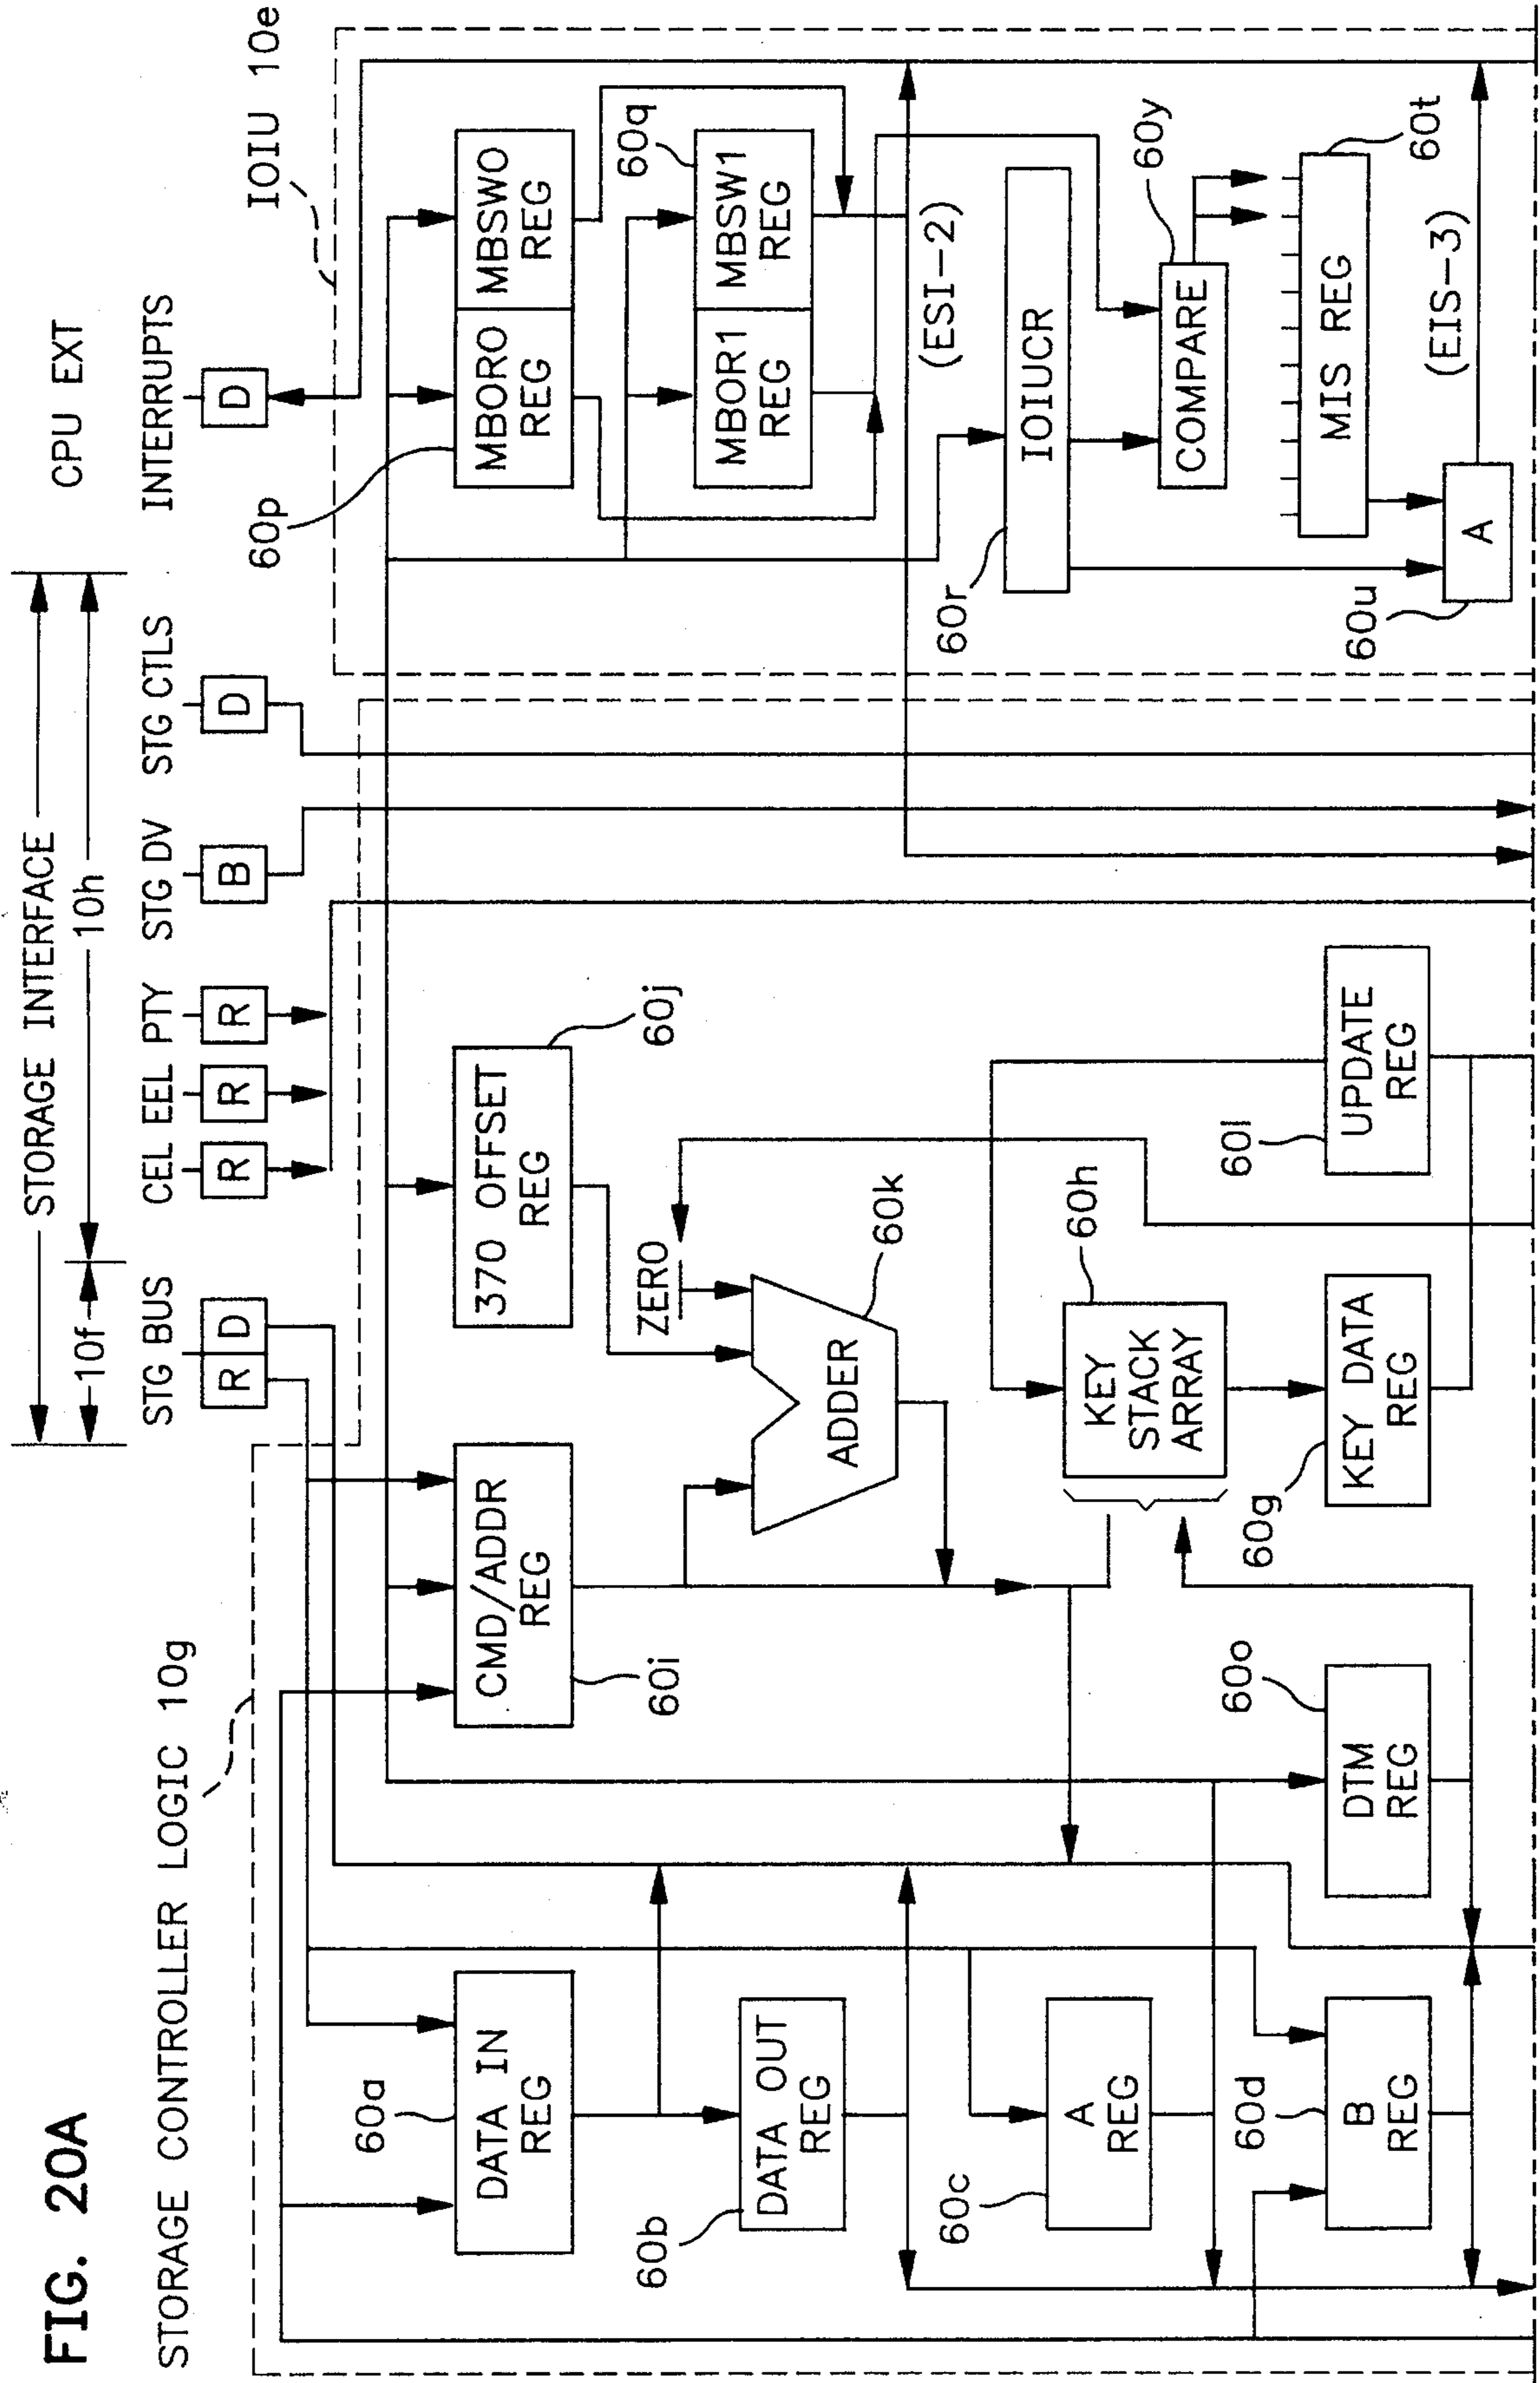 FIG. 20A
STORAGE INTERFACE
10f
10h
CPU EXT
STG BUS
CEL
EEL
PTY
STG DV
STG CTLS
INTERRUPTS
R
D
R
R
R
B
D
D
STORAGE CONTROLLER LOGIC 10g
IOIU 10e
60a
DATA IN
REG
CMD/ADDR
REG
60i
370 OFFSET
REG
60j
60p
MBOR0
REG
MBSW0
REG
60b
DATA OUT
REG
ZERO
ADDER
60k
MBOR1
REG
MBSW1
REG
60q
(ESI-2)
60c
A
REG
KEY
STACK
ARRAY
60h
60r
IOIUCR
COMPARE
60y
60d
B
REG
60o
DTM
REG
60g
KEY DATA
REG
60l
UPDATE
REG
MIS REG
60t
60u
A
(EIS-3)